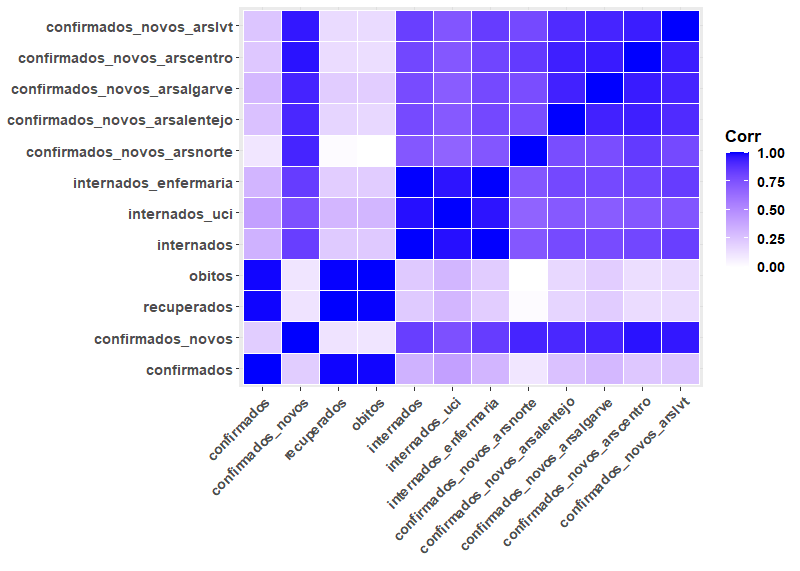 confirmados_novos_arslvt
confirmados_novos_arscentro
confirmados_novos_arsalgarve
confirmados_novos_arsalentejo
confirmados_novos_arsnorte
internados_enfermaria
internados_uci
internados
obitos
recuperados
confirmados_novos
confirmados
confirmados
confirmados_novos
recuperados
obitos
internados
internados_uci
internados_enfermaria
confirmados_novos_arsnorte
confirmados_novos_arsalentejo
confirmados_novos_arsalgarve
confirmados_novos_arscentro
confirmados_novos_arslvt
Corr
1.00
0.75
0.50
0.25
0.00